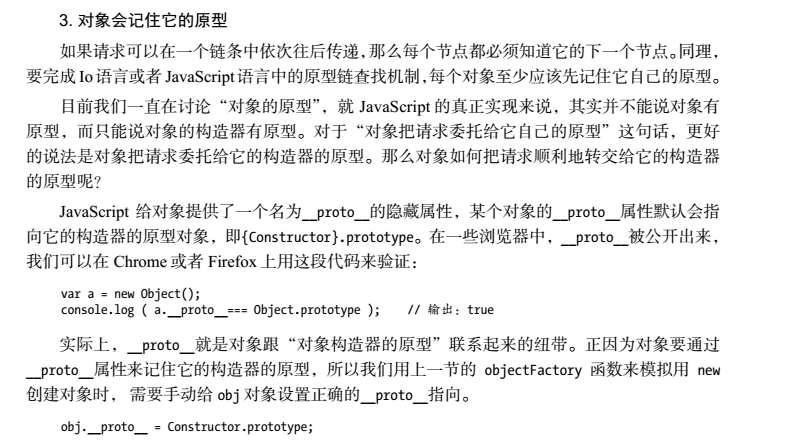 3. 对象会记住它的原型
如果请求可以在一个链条中依次往后传递，那么每个节点都必须知道它的下一个节点。同理，
要完成 Io 语言或者 JavaScript 语言中的原型链查找机制，每个对象至少应该先记住它自己的原型。
目前我们一直在讨论“对象的原型”，就 JavaScript 的真正实现来说，其实并不能说对象有
原型，而只能说对象的构造器有原型。对于“对象把请求委托给它自己的原型”这句话，更好
的说法是对象把请求委托给它的构造器的原型。那么对象如何把请求顺利地转交给它的构造器
的原型呢？
JavaScript 给对象提供了一个名为__proto__的隐藏属性，某个对象的__proto__属性默认会指
向它的构造器的原型对象，即{Constructor}.prototype。在一些浏览器中，__proto__被公开出来，
我们可以在 Chrome 或者 Firefox 上用这段代码来验证：
var a = new Object();
console.log ( a.__proto__=== Object.prototype ); // 输出：true
实际上，__proto__就是对象跟“对象构造器的原型”联系起来的纽带。正因为对象要通过
__proto__属性来记住它的构造器的原型，所以我们用上一节的 objectFactory 函数来模拟用 new
创建对象时， 需要手动给 obj 对象设置正确的__proto__指向。
obj.__proto__ = Constructor.prototype;